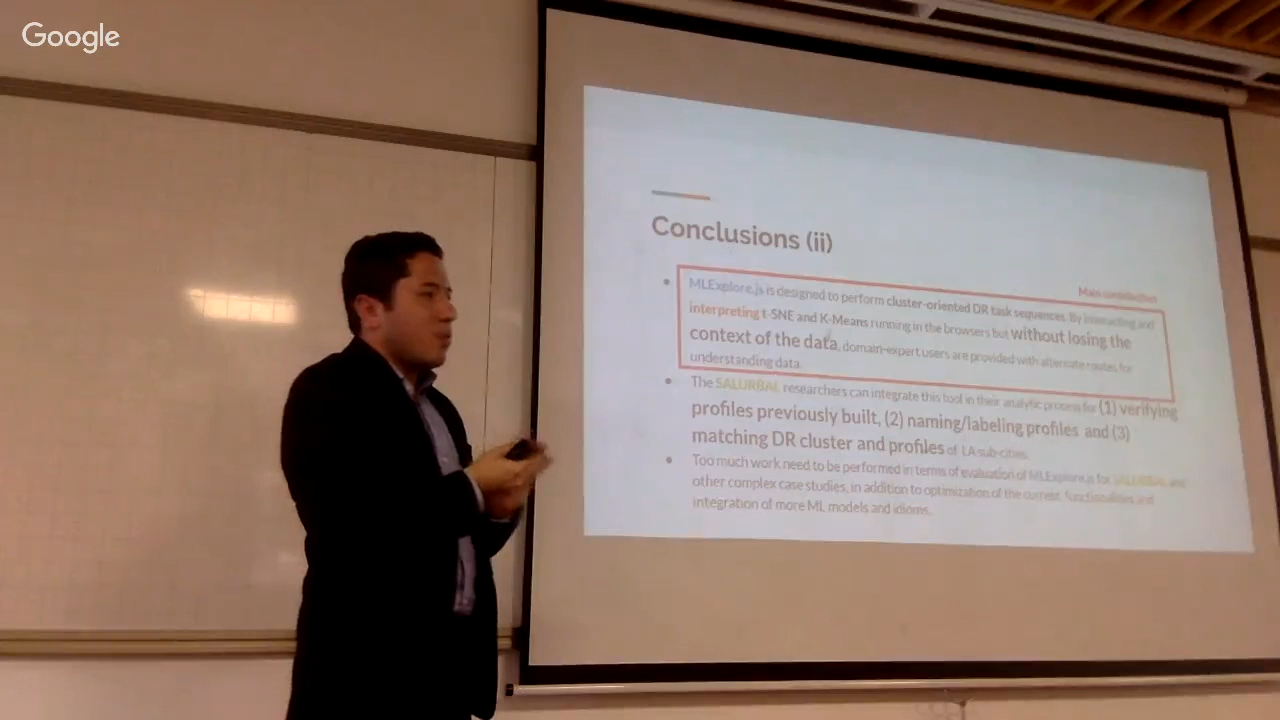 Google
Conclusions (ii)
Main contribution
MLExplore.js is designed to perform cluster-oriented DR task sequences. By interacting and
interpreting t-SNE and K-Means running in the browsers but without losing the
context of the data, domain-expert users are provided with alternate routes for
understanding data.
The SALURBAL researchers can integrate this tool in their analytic process for (1) verifying
profiles previously built, (2) naming/labeling profiles and (3)
matching DR cluster and profiles of LA sub-cities.
Too much work need to be performed in terms of evaluation of MLExplore.js for SALURBAL and
other complex case studies, in addition to optimization of the current functionalities and
integration of more ML models and idioms.